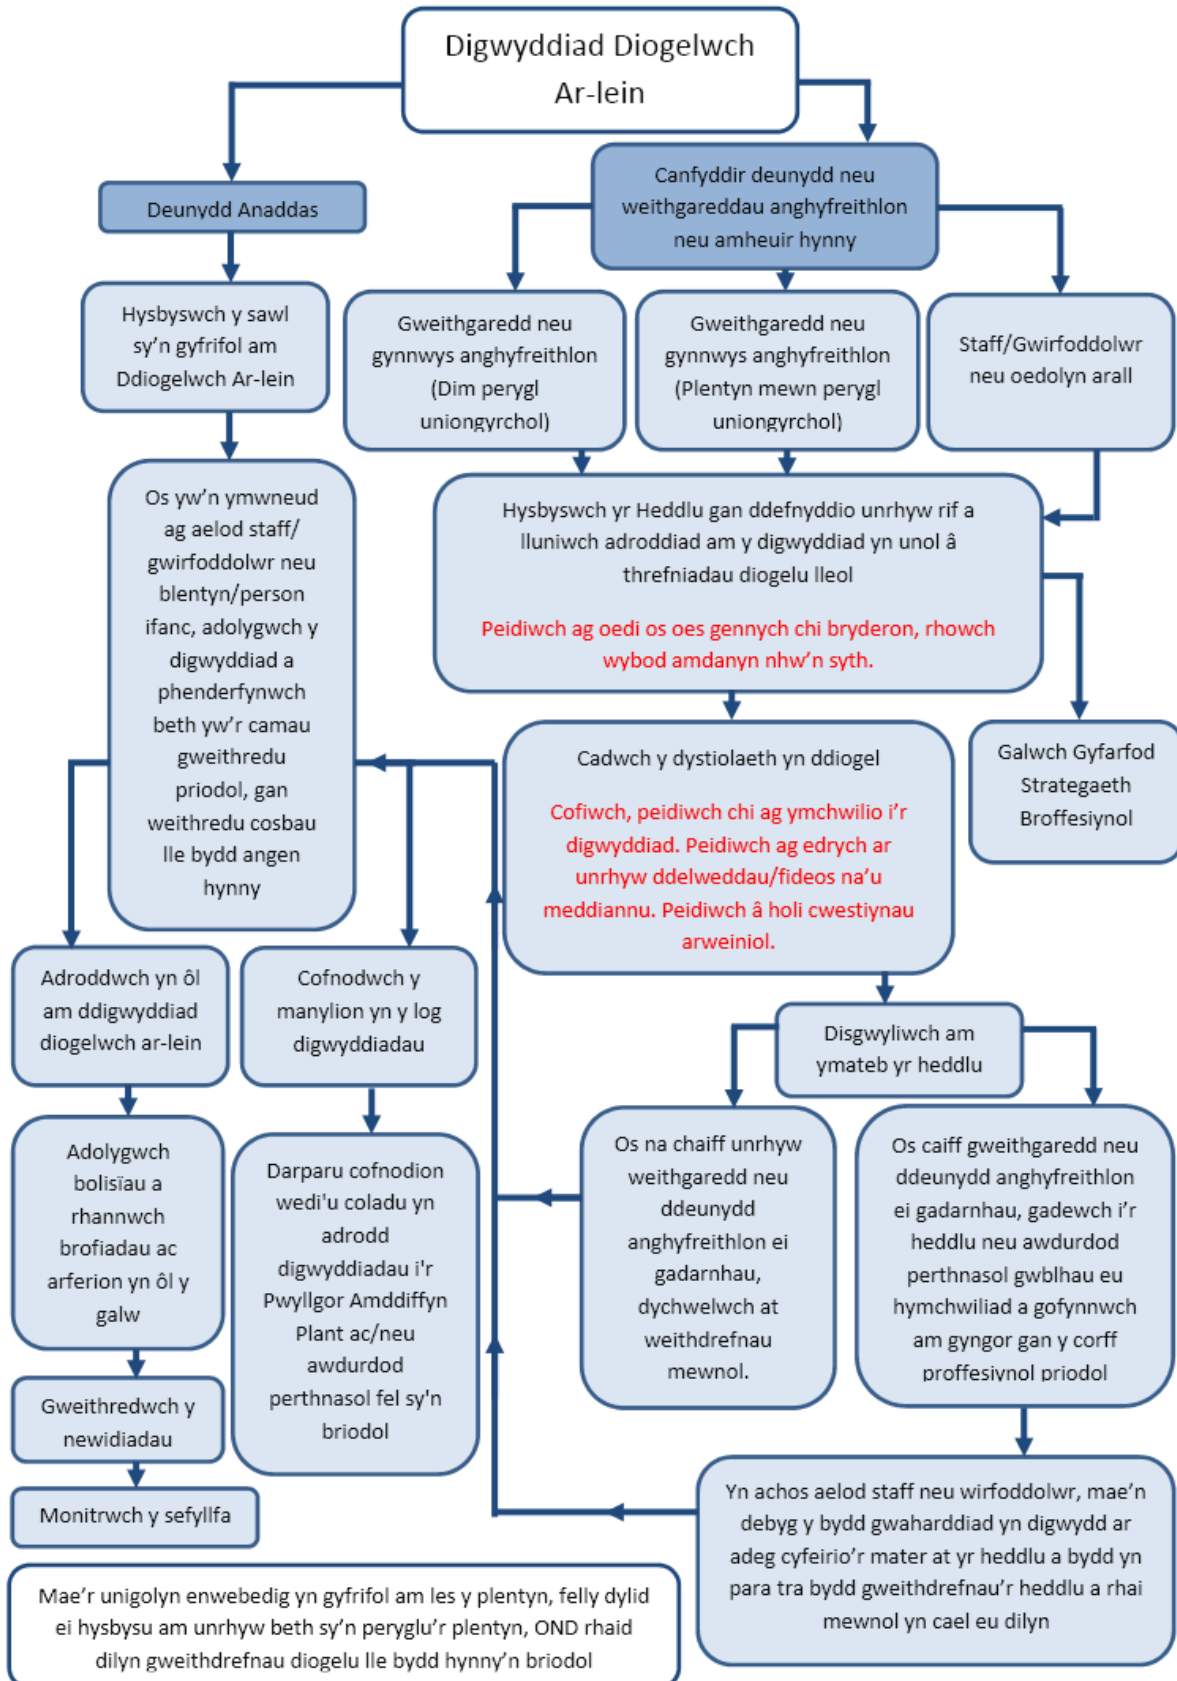 Digwyddiad Diogelwch
Ar-lein
Deunydd Anaddas
Canfyddir deunydd neu
weithgareddau anghyfreithlon
neu amheuir hynny
Hysbyswch y sawl
sy'n gyfrifol am
Ddiogelwch Ar-lein
Gweithgaredd neu
gynnwys anghyfreithlon
(Dim perygl
uniongyrchol)
Gweithgaredd neu
gynnwys anghyfreithlon
(Plentyn mewn perygl
uniongyrchol)
Staff/Gwirfoddolwr
neu oedolyn arall
Os yw'n ymwneud
ag aelod staff/
gwirfoddolwr neu
blentyn/person
ifanc, adolygwch y
digwyddiad a
phenderfynwch
beth yw'r camau
gweithredu
priodol, gan
weithredu cosbau
lle bydd angen
hynny
Hysbyswch yr Heddlu gan ddefnyddio unrhyw rif a
lluniwch adroddiad am y digwyddiad yn unol â
threfniadau diogelu lleol
Peidiwch ag oedi os oes gennych chi bryderon, rhowch
wybod amdanyn nhw'n syth.
Cadwch y dystiolaeth yn ddiogel
Cofiwch, peidiwch chi ag ymchwilio i'r
digwyddiad. Peidiwch ag edrych ar
unrhyw ddelweddau/fideos na'u
meddiannu. Peidiwch â holi cwestiynau
arweiniol.
Galwch Gyfarfod
Strategaeth
Broffesiynol
Adroddwch yn ôl
am ddigwyddiad
diogelwch ar-lein
Cofnodwch y
manylion yn y log
digwyddiadau
Disgwyliwch am
ymateb yr heddlu
Adolygwch
bolisïau a
rhannwch
brofiadau ac
arferion yn ôl y
galw
Darparu cofnodion
wedi'u coladu yn
adrodd
digwyddiadau i'r
Pwyllgor Amddiffyn
Plant ac/neu
awdurdod
perthnasol fel sy'n
briodol
Os na chaiff unrhyw
weithgaredd neu
ddeunydd
anghyfreithlon ei
gadarnhau,
dychwelwch at
weithdrefnau
mewnol.
Os caiff gweithgaredd neu
ddeunydd anghyfreithlon
ei gadarnhau, gadewch i'r
heddlu neu awdurdod
perthnasol gwblhau eu
hymchwiliad a gofynnwch
am gyngor gan y corff
proffesiynol priodol
Gweithredwch y
newidiadau
Monitrwch y sefyllfa
Yn achos aelod staff neu wirfoddolwr, mae'n
debyg y bydd gwaharddiad yn digwydd ar
adeg cyfeirio'r mater at yr heddlu a bydd yn
para tra bydd gweithdrefnau'r heddlu a rhai
mewnol yn cael eu dilyn
Mae'r unigolyn enwebedig yn gyfrifol am les y plentyn, felly dylid
ei hysbysu am unrhyw beth sy'n peryglu'r plentyn, OND rhaid
dilyn gweithdrefnau diogelu lle bydd hynny'n briodol